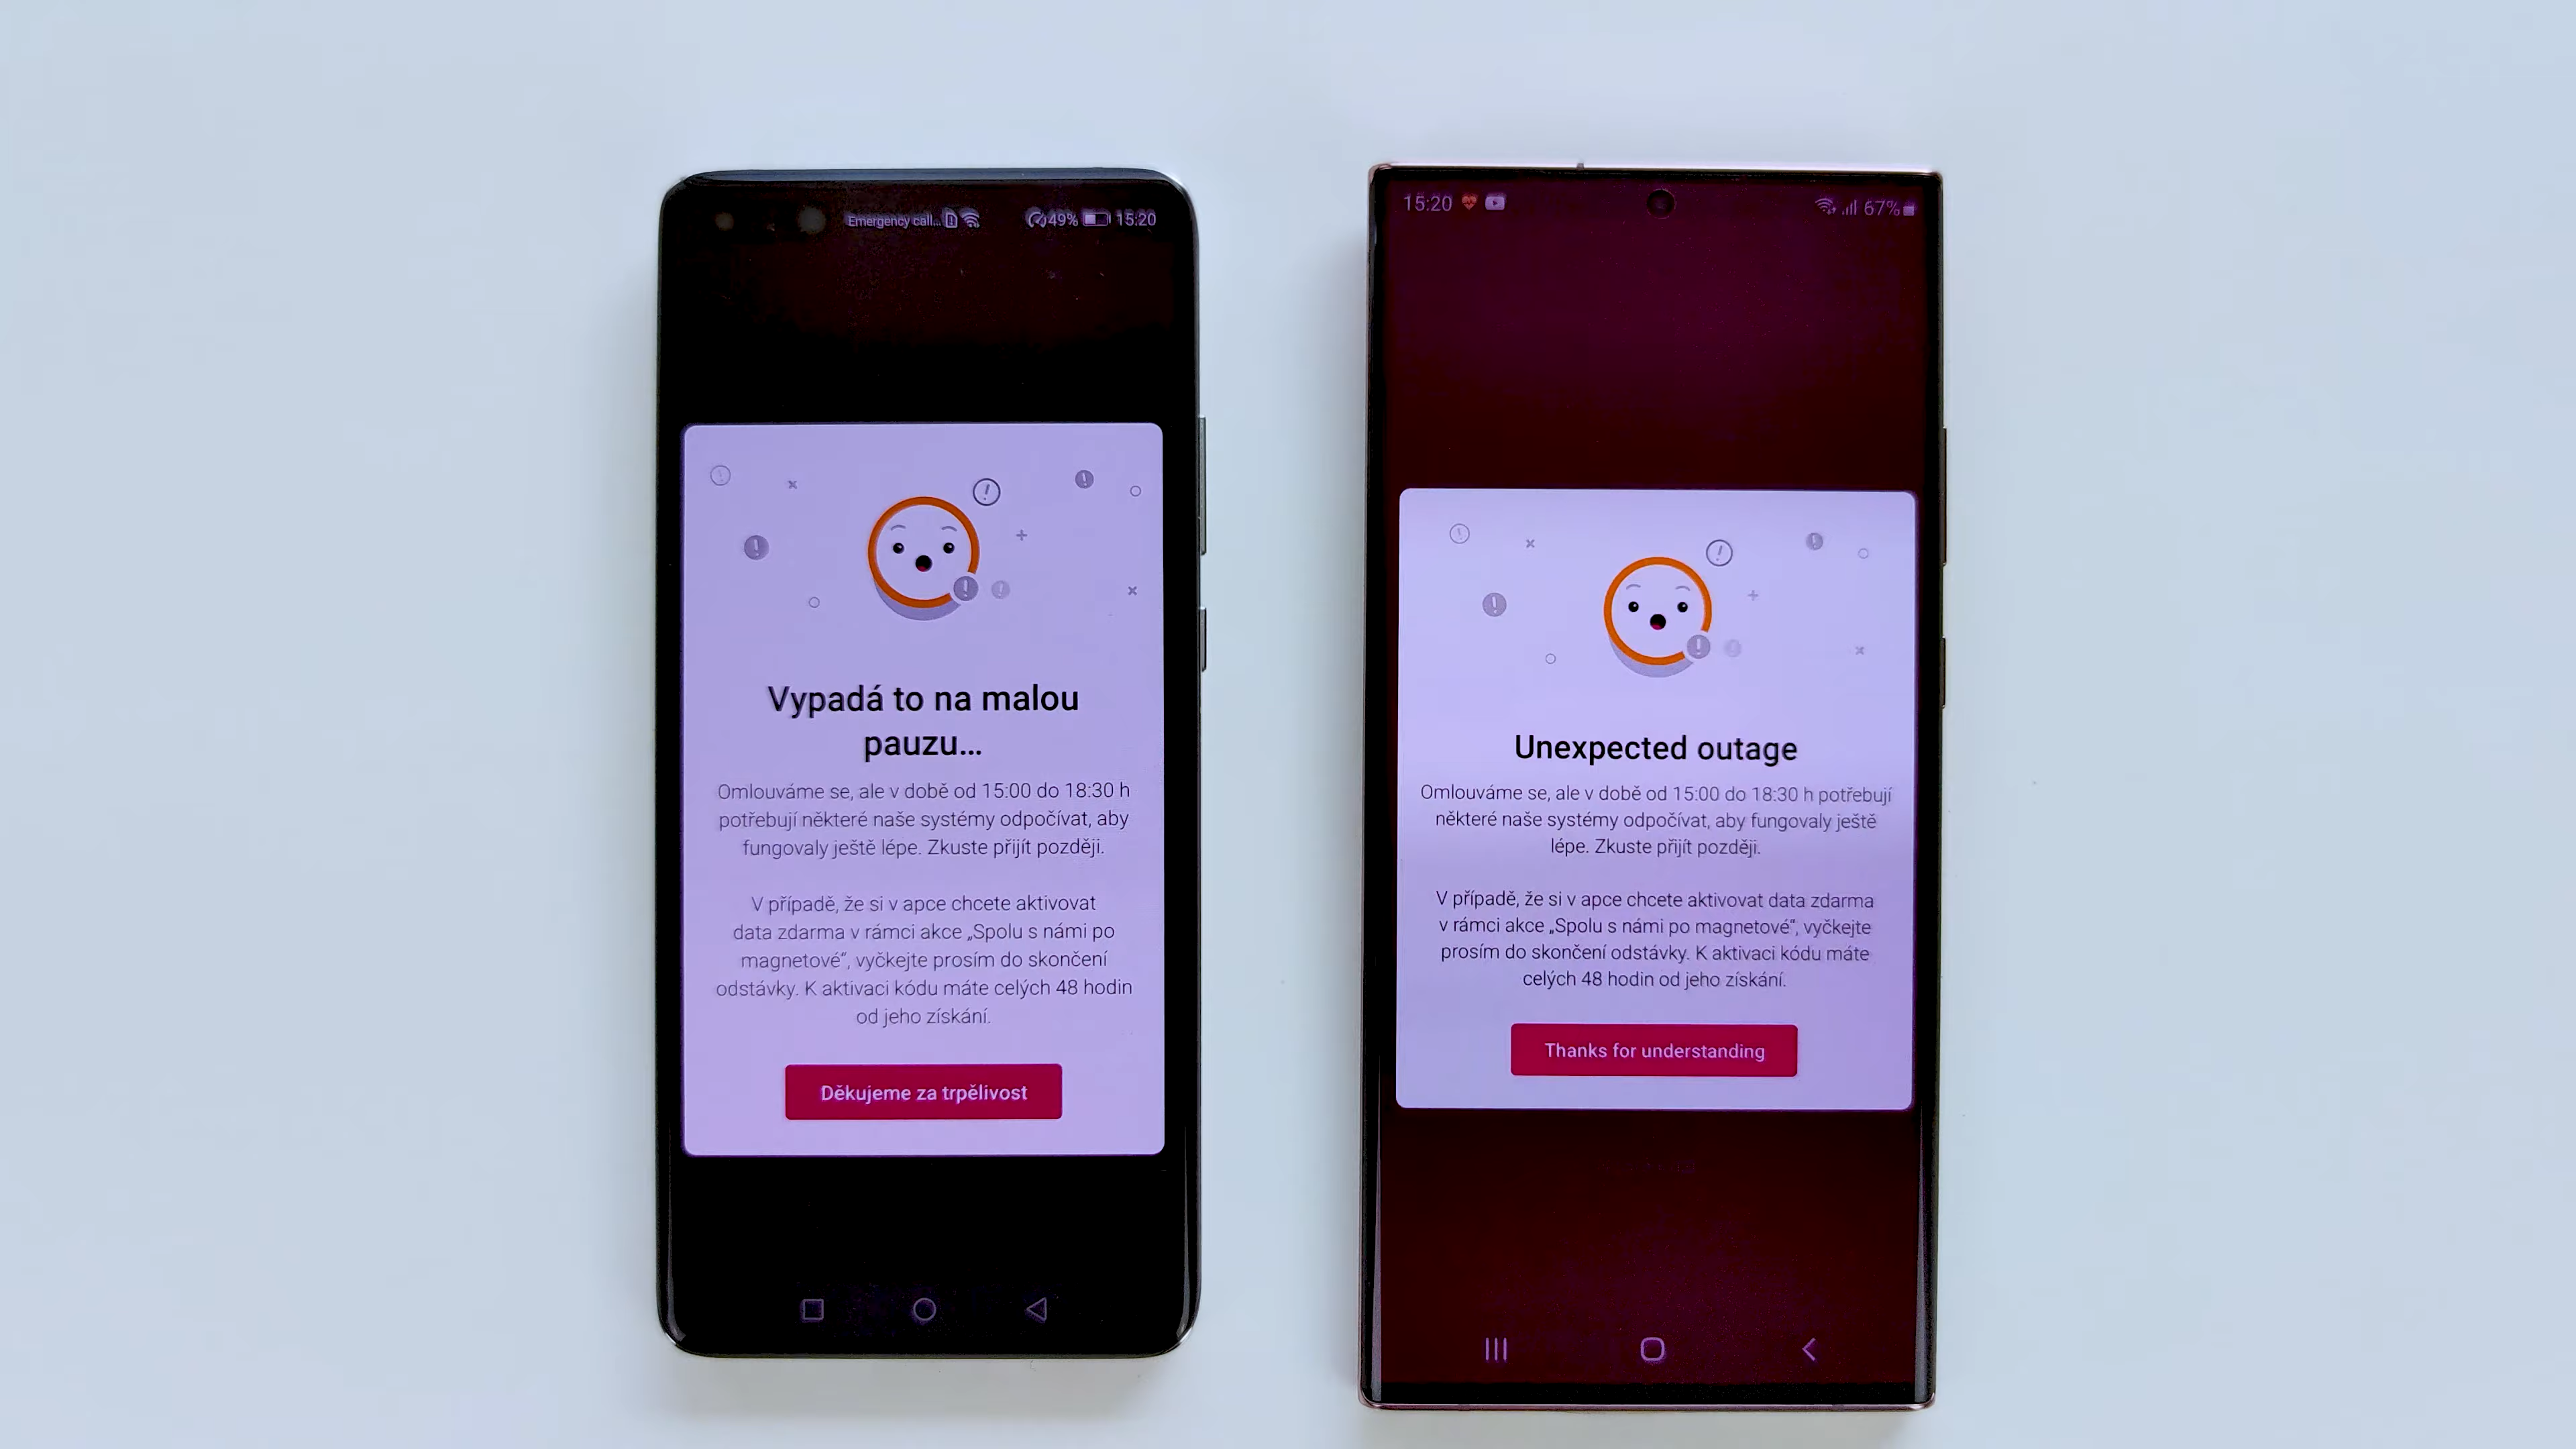 Emergency call... 49% 15:20
Vypadá to na malou
pauzu...
Omlouváme se, ale v době od 15:00 do 18:30 h
potřebují některé naše systémy odpočívat, aby
fungovaly ještě lépe. Zkuste přijít později.
V případě, že si v apce chcete aktivovat
data zdarma v rámci akce „Spolu s námi po
magnetové“, vyčkejte prosím do skončení
odstávky. K aktivaci kódu máte celých 48 hodin
od jeho získání.
Děkujeme za trpělivost
15:20 67%
Unexpected outage
Omlouváme se, ale v době od 15:00 do 18:30 h potřebují
některé naše systémy odpočívat, aby fungovaly ještě
lépe. Zkuste přijít později.
V případě, že si v apce chcete aktivovat data zdarma
v rámci akce „Spolu s námi po magnetové“, vyčkejte
prosím do skončení odstávky. K aktivaci kódu máte
celých 48 hodin od jeho získání.
Thanks for understanding